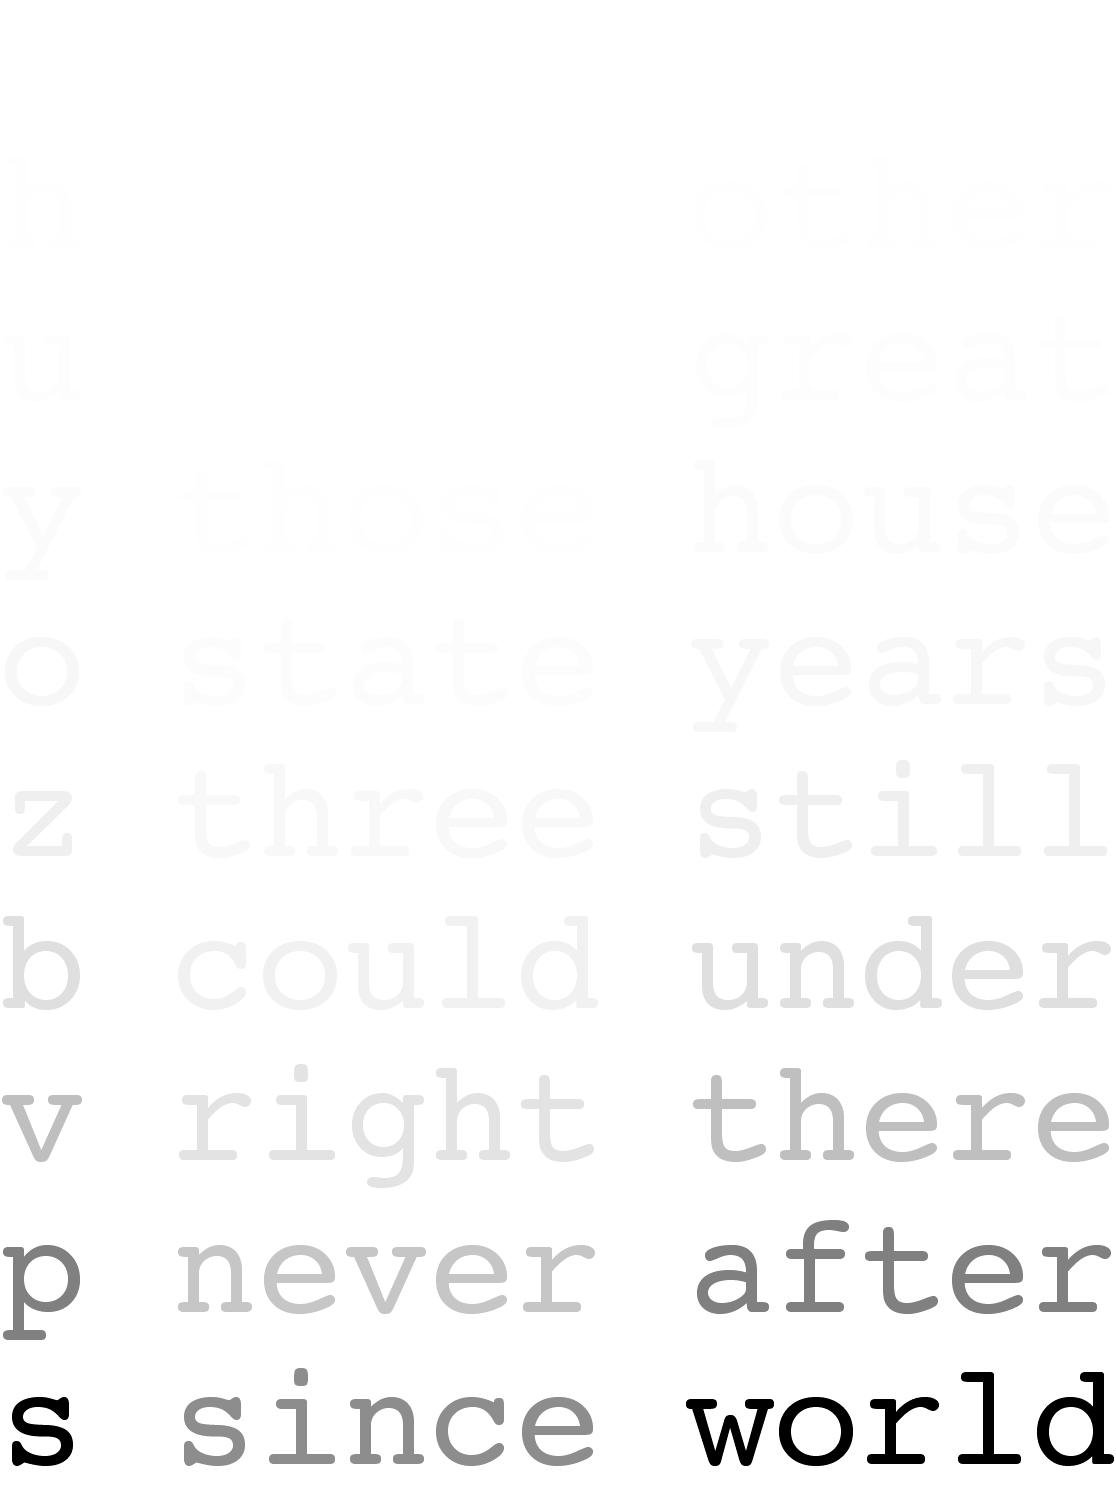 h other
u great
y those house
o state years
z three still
b could under
v right there
p never after
s since world